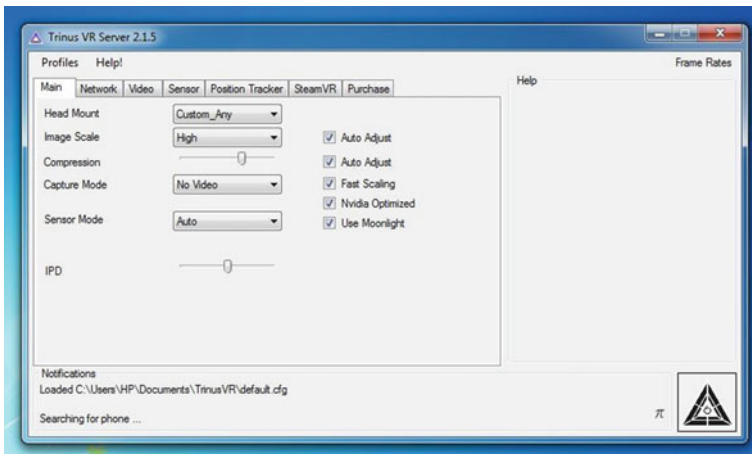 Trinus VR Server 2.1.5
Profiles Help! Frame Rates
Main Network Video Sensor Position Tracker SteamVR Purchase
Help
Head Mount Custom_Any
Image Scale High Auto Adjust
Compression Auto Adjust
Capture Mode No Video Fast Scaling
Nvidia Optimized
Sensor Mode Auto Use Moonlight
IPD
Notifications
Loaded C:\Users\HP\Documents\TrinusVR\default.cfg
Searching for phone ...
π